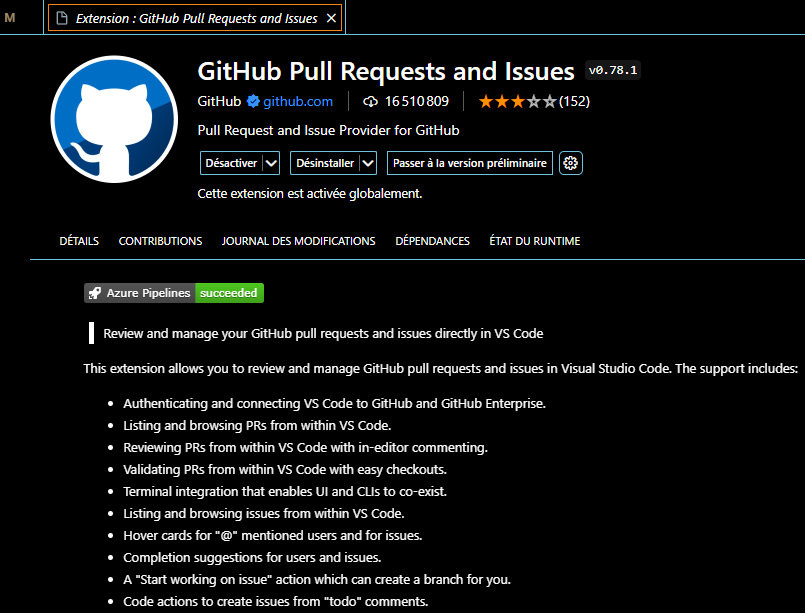 M
Extension : GitHub Pull Requests and Issues
GitHub Pull Requests and Issues v0.78.1
GitHub github.com 16 510 809 (152)
Pull Request and Issue Provider for GitHub
Désactiver Désinstaller Passer à la version préliminaire
Cette extension est activée globalement.
DÉTAILS CONTRIBUTIONS JOURNAL DES MODIFICATIONS DÉPENDANCES ÉTAT DU RUNTIME
Azure Pipelines succeeded
Review and manage your GitHub pull requests and issues directly in VS Code
This extension allows you to review and manage GitHub pull requests and issues in Visual Studio Code. The support includes:
• Authenticating and connecting VS Code to GitHub and GitHub Enterprise.
• Listing and browsing PRs from within VS Code.
• Reviewing PRs from within VS Code with in-editor commenting.
• Validating PRs from within VS Code with easy checkouts.
• Terminal integration that enables UI and CLIs to co-exist.
• Listing and browsing issues from within VS Code.
• Hover cards for "@" mentioned users and for issues.
• Completion suggestions for users and issues.
• A "Start working on issue" action which can create a branch for you.
• Code actions to create issues from "todo" comments.